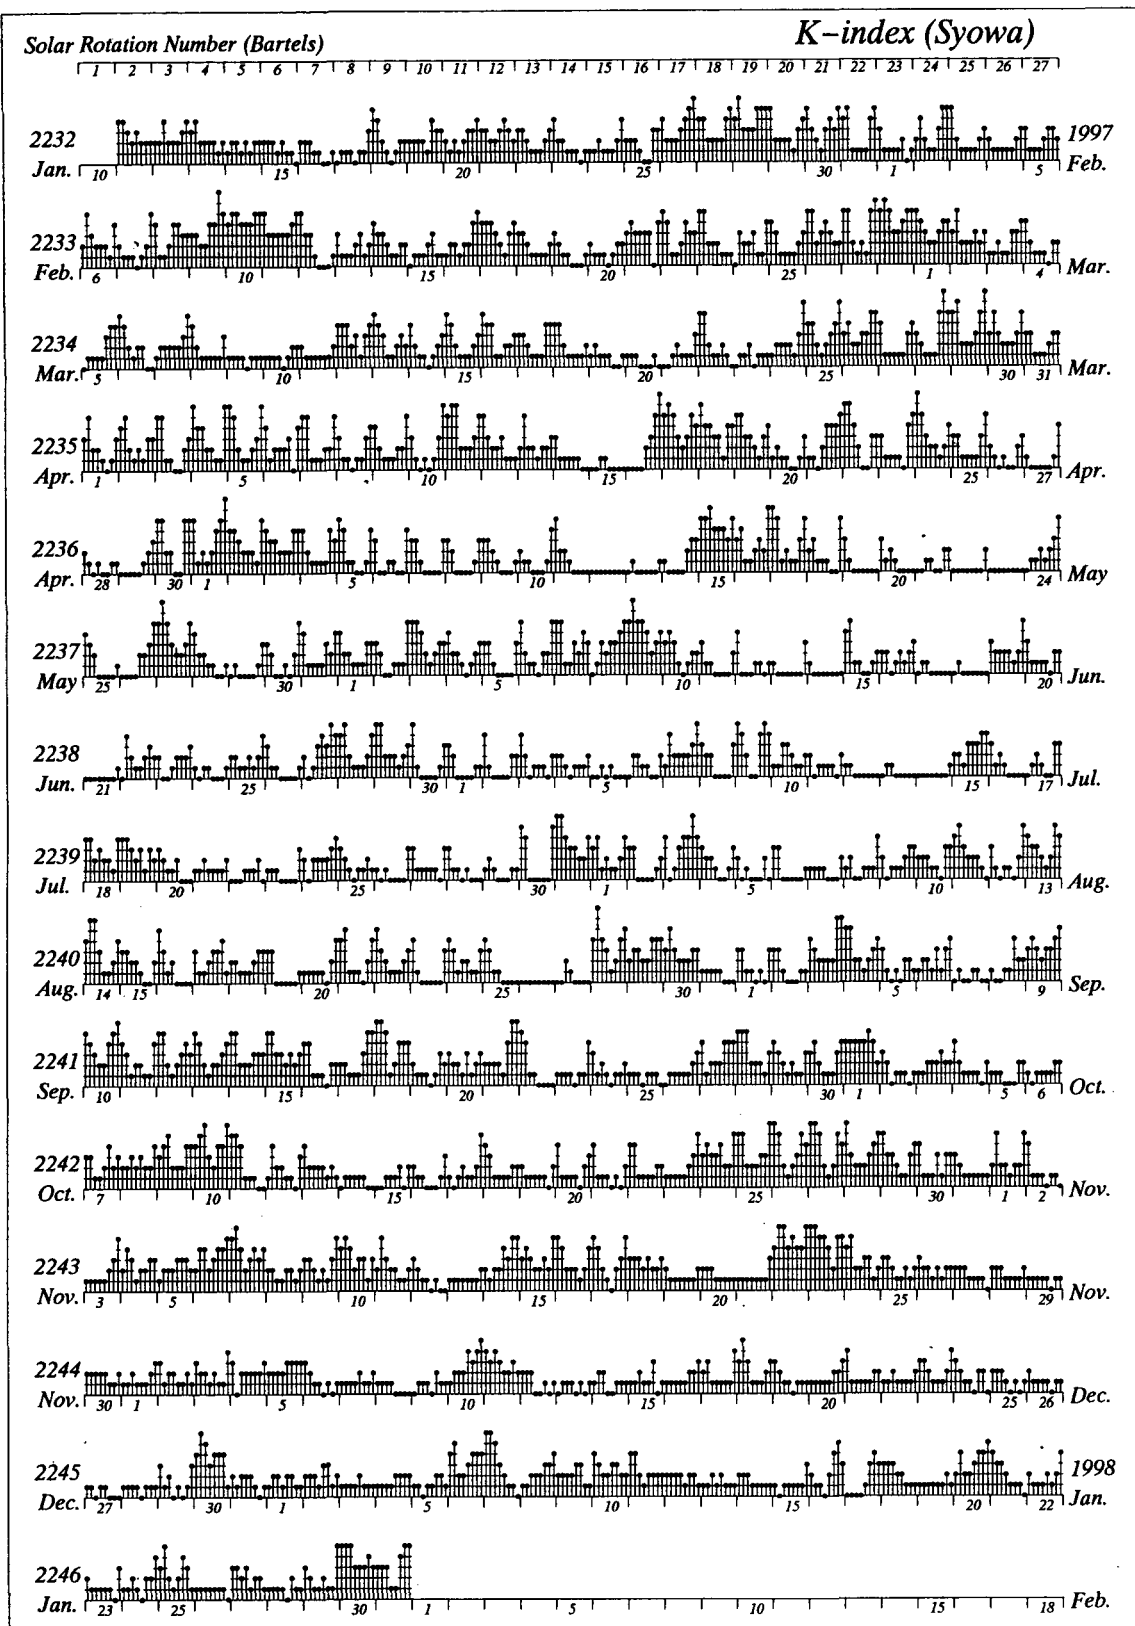 K-index (Syowa)
Solar Rotation Number (Bartels)
1 2 3 4 5 6 7 8 9 10 11 12 13 14 15 16 17 18 19 20 21 22 23 24 25 26 27
2232 1997
Jan. 10 15 20 25 30 1 5 Feb.
2233
Feb. 6 10 15 20 25 1 4 Mar.
2234
Mar. 5 10 15 20 25 30 31 Mar.
2235
Apr. 1 5 10 15 20 25 27 Apr.
2236
Apr. 28 30 1 5 10 15 20 24 May
2237
May 25 30 1 5 10 15 20 Jun.
2238
Jun. 21 25 30 1 5 10 15 17 Jul.
2239
Jul. 18 20 25 30 1 5 10 13 Aug.
2240
Aug. 14 15 20 25 30 1 5 9 Sep.
2241
Sep. 10 15 20 25 30 1 5 6 Oct.
2242
Oct. 7 10 15 20 25 30 1 2 Nov.
2243
Nov. 3 5 10 15 20 25 29 Nov.
2244
Nov. 30 1 5 10 15 20 25 26 Dec.
2245 1998
Dec. 27 30 1 5 10 15 20 22 Jan.
2246
Jan. 23 25 30 1 5 10 15 18 Feb.